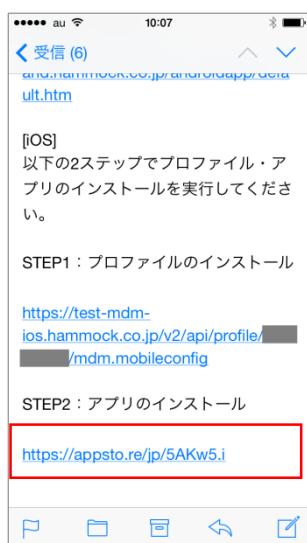 au 10:07
受信 (6)
and.hammock.co.jp/androidapp/defa
ult.htm
[iOS]
以下の2ステップでプロファイル・ア
プリのインストールを実行してくださ
い。
STEP1：プロファイルのインストール
https://test-mdm-
ios.hammock.co.jp/v2/api/profile/
/mdm.mobileconfig
STEP2：アプリのインストール
https://appsto.re/jp/5AKw5.i